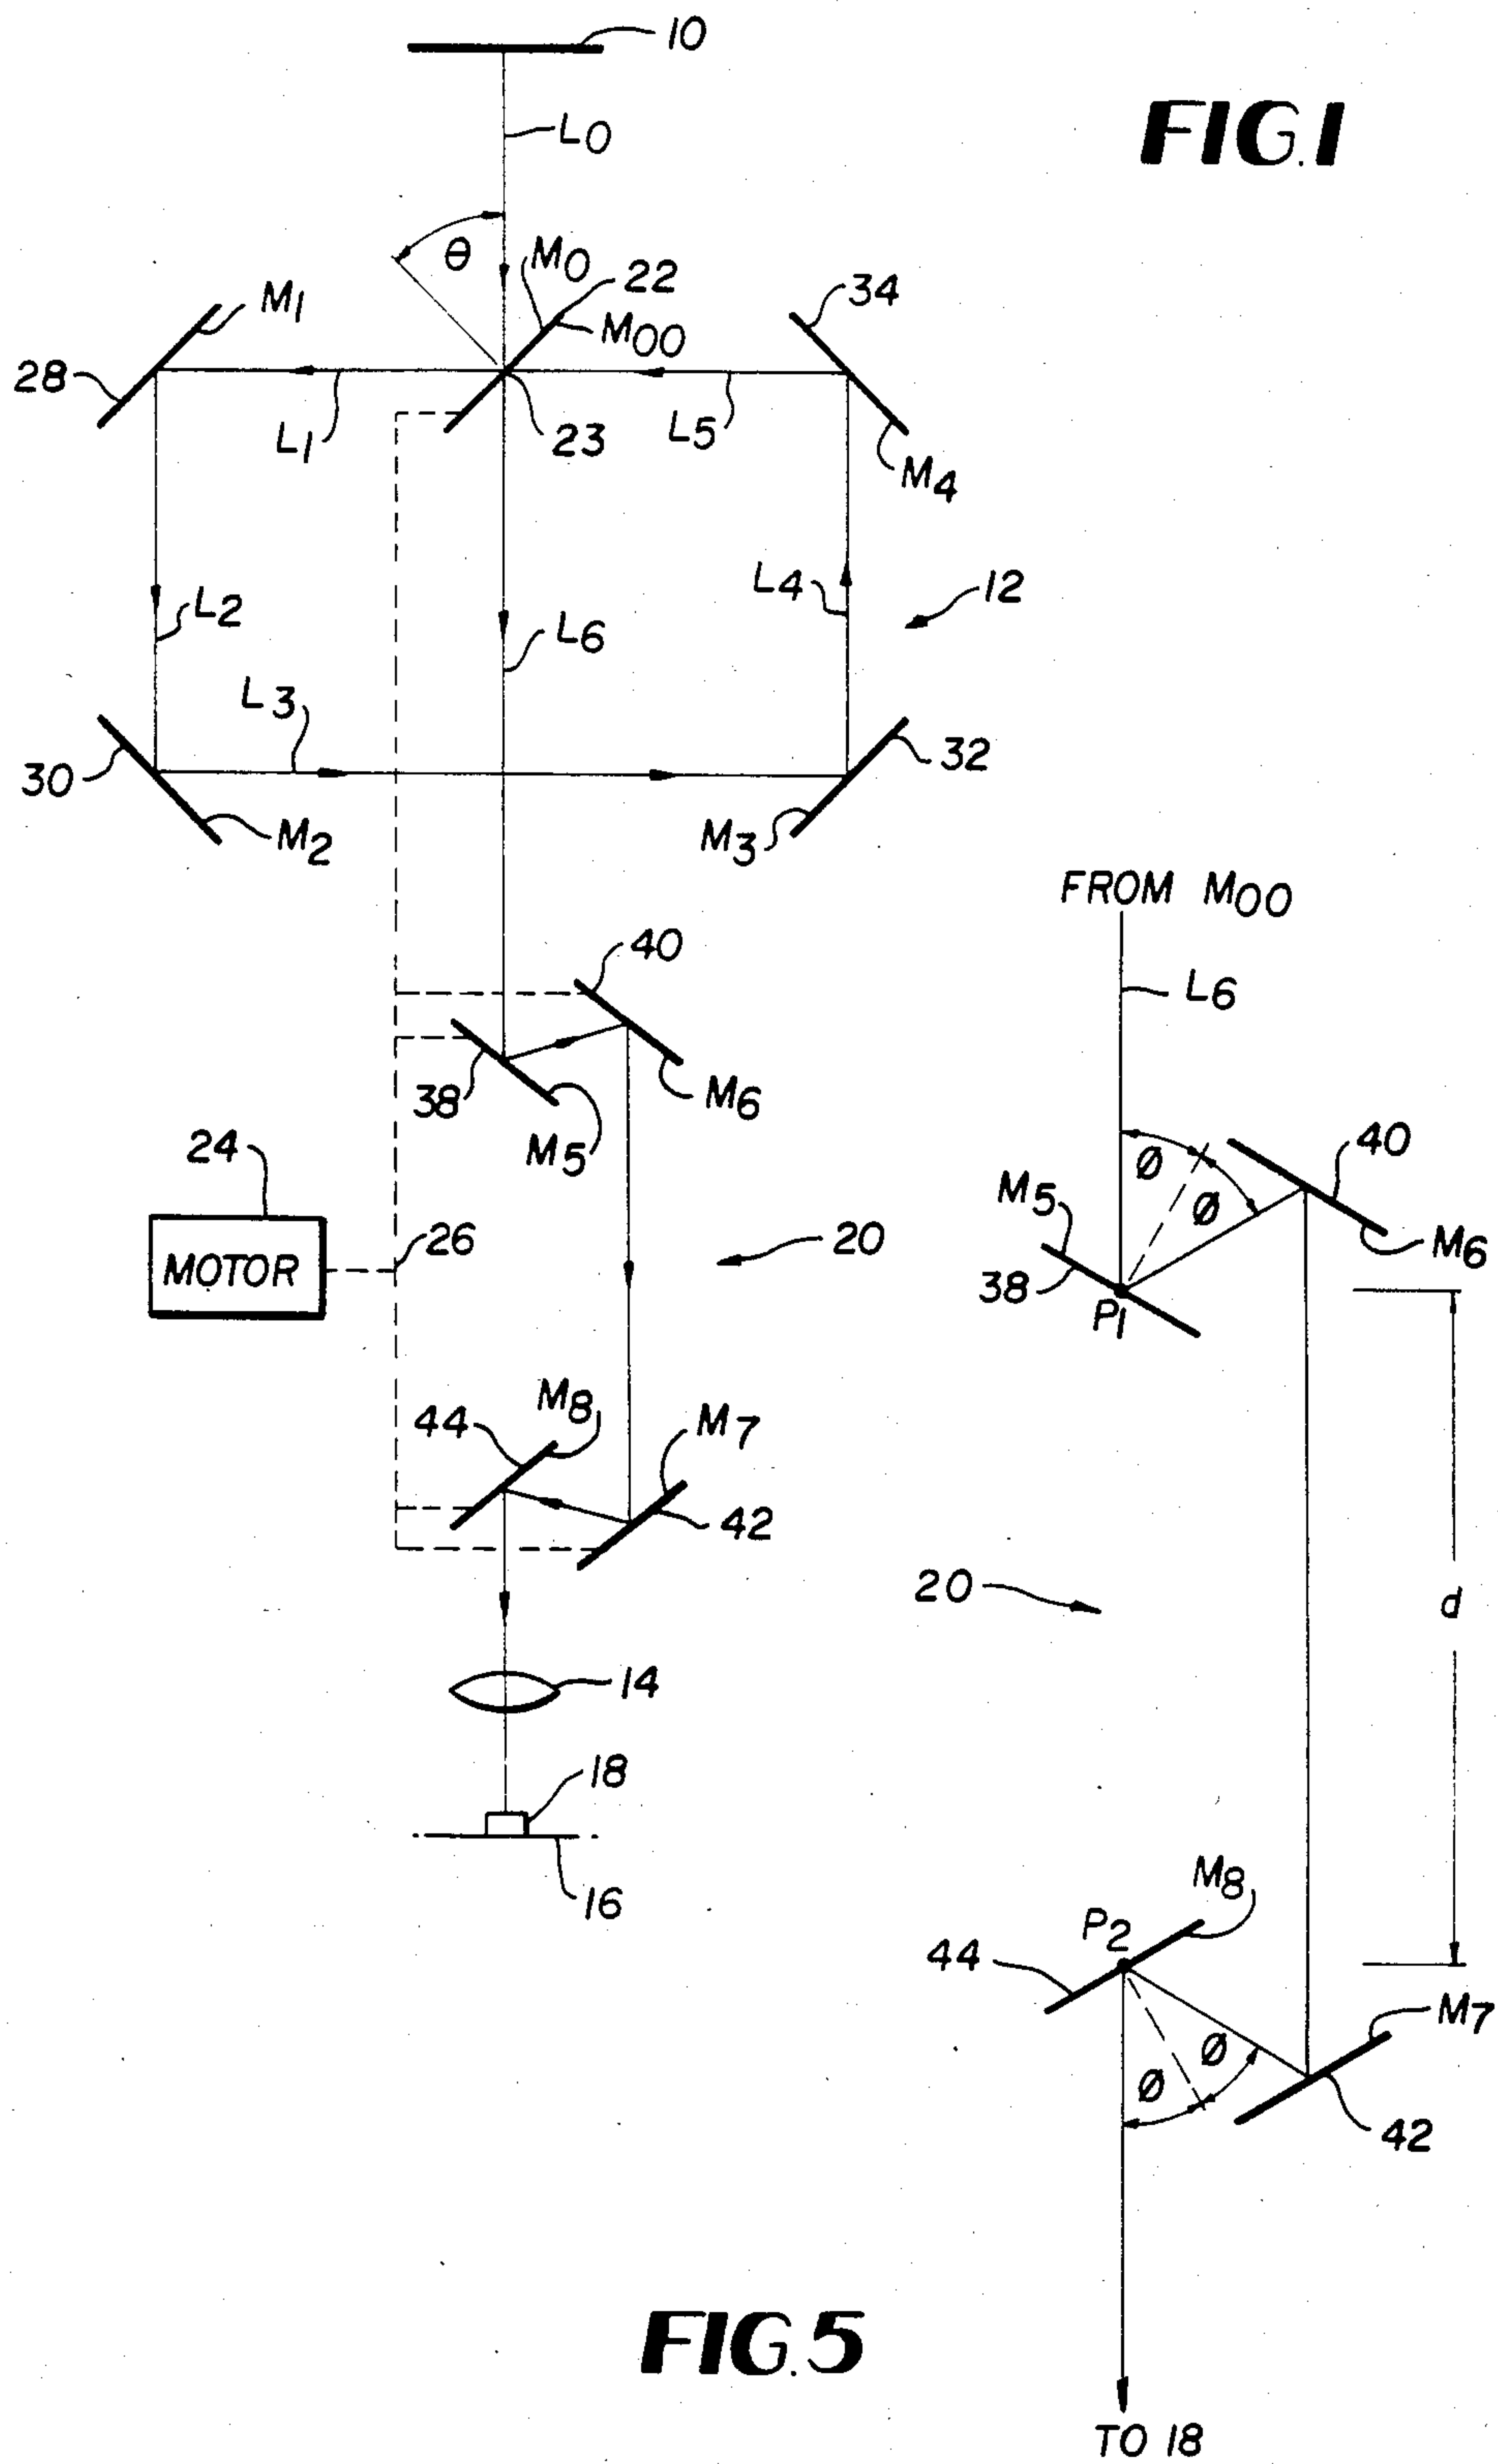 10
L0
FIG.1
θ
M0
22
M00
M1
34
28
L1
23
L5
M4
L2
L6
L4
12
L3
30
M2
M3
32
FROM M00
40
L6
38
M6
M5
24
MOTOR
26
20
Ø
Ø
40
M5
M6
38
P1
44
M8
M7
42
20
d
14
18
16
M8
P2
44
M7
Ø
Ø
42
FIG.5
TO 18